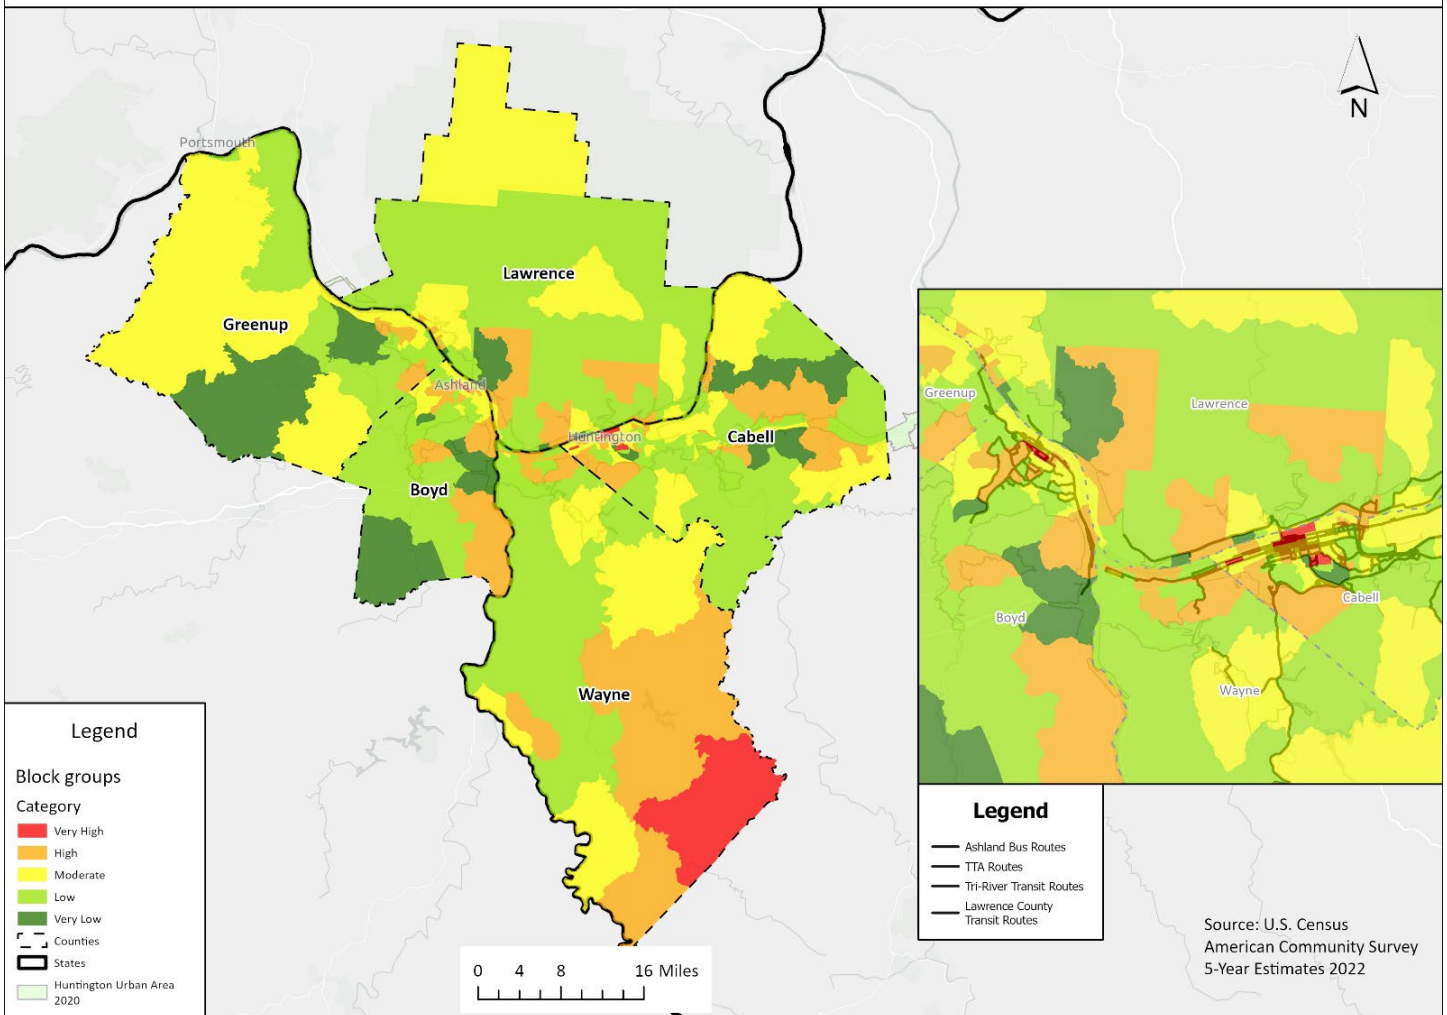 N
Portsmouth
Lawrence
Greenup
Ashland
Huntington
Cabell
Boyd
Wayne
Greenup
Lawrence
Boyd
Cabell
Wayne
Legend
Block groups
Category
Very High
High
Moderate
Low
Very Low
Counties
States
Huntington Urban Area
2020
0 4 8 16 Miles
Legend
Ashland Bus Routes
TTA Routes
Tri-River Transit Routes
Lawrence County
Transit Routes
Source: U.S. Census
American Community Survey
5-Year Estimates 2022